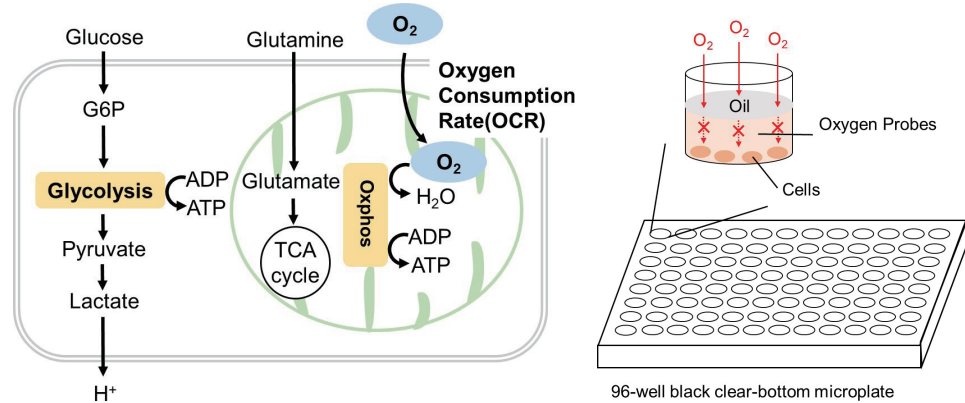 Glucose
G6P
Glycolysis
ADP
ATP
Pyruvate
Lactate
H⁺
Glutamine
Glutamate
TCA
cycle
O₂
Oxygen
Consumption
Rate(OCR)
O₂
H₂O
Oxphos
ADP
ATP
O₂ O₂ O₂
Oil
Oxygen Probes
Cells
96-well black clear-bottom microplate